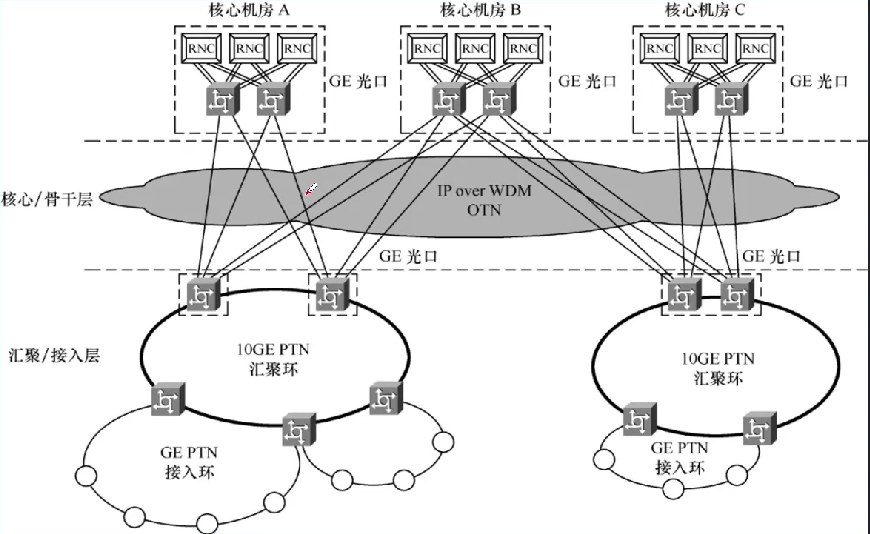 核心机房 A
核心机房 B
核心机房 C
RNC RNC RNC
RNC RNC RNC
RNC RNC RNC
GE 光口
GE 光口
GE 光口
核心/骨干层
IP over WDM
OTN
GE 光口
GE 光口
汇聚/接入层
10GE PTN
汇聚环
10GE PTN
汇聚环
GE PTN
接入环
GE PTN
接入环